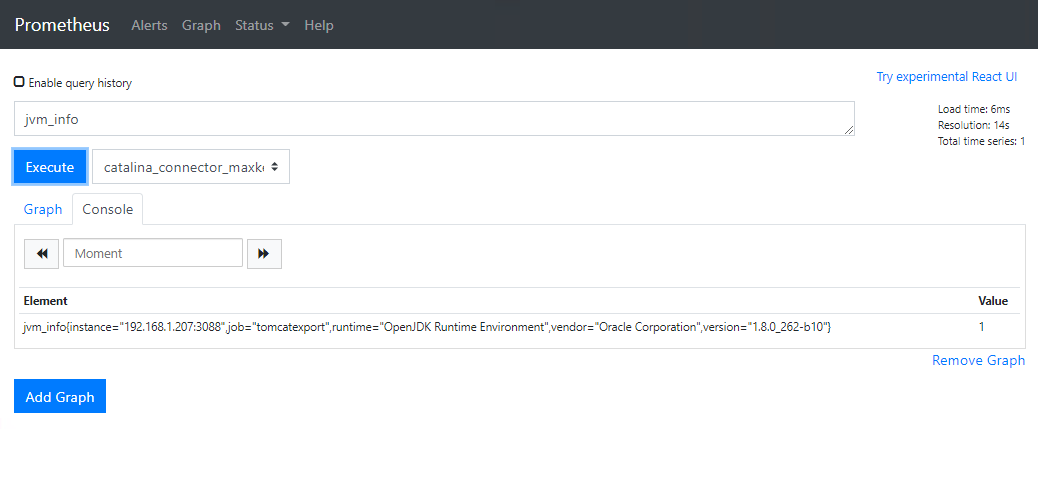 Prometheus Alerts Graph Status Help
Enable query history
Try experimental React UI
jvm_info
Load time: 6ms
Resolution: 14s
Total time series: 1
Execute
Graph Console
Moment
Element Value
jvm_info{instance="192.168.1.207:3088",job="tomcatexport",runtime="OpenJDK Runtime Environment",vendor="Oracle Corporation",version="1.8.0_262-b10"} 1
Remove Graph
Add Graph